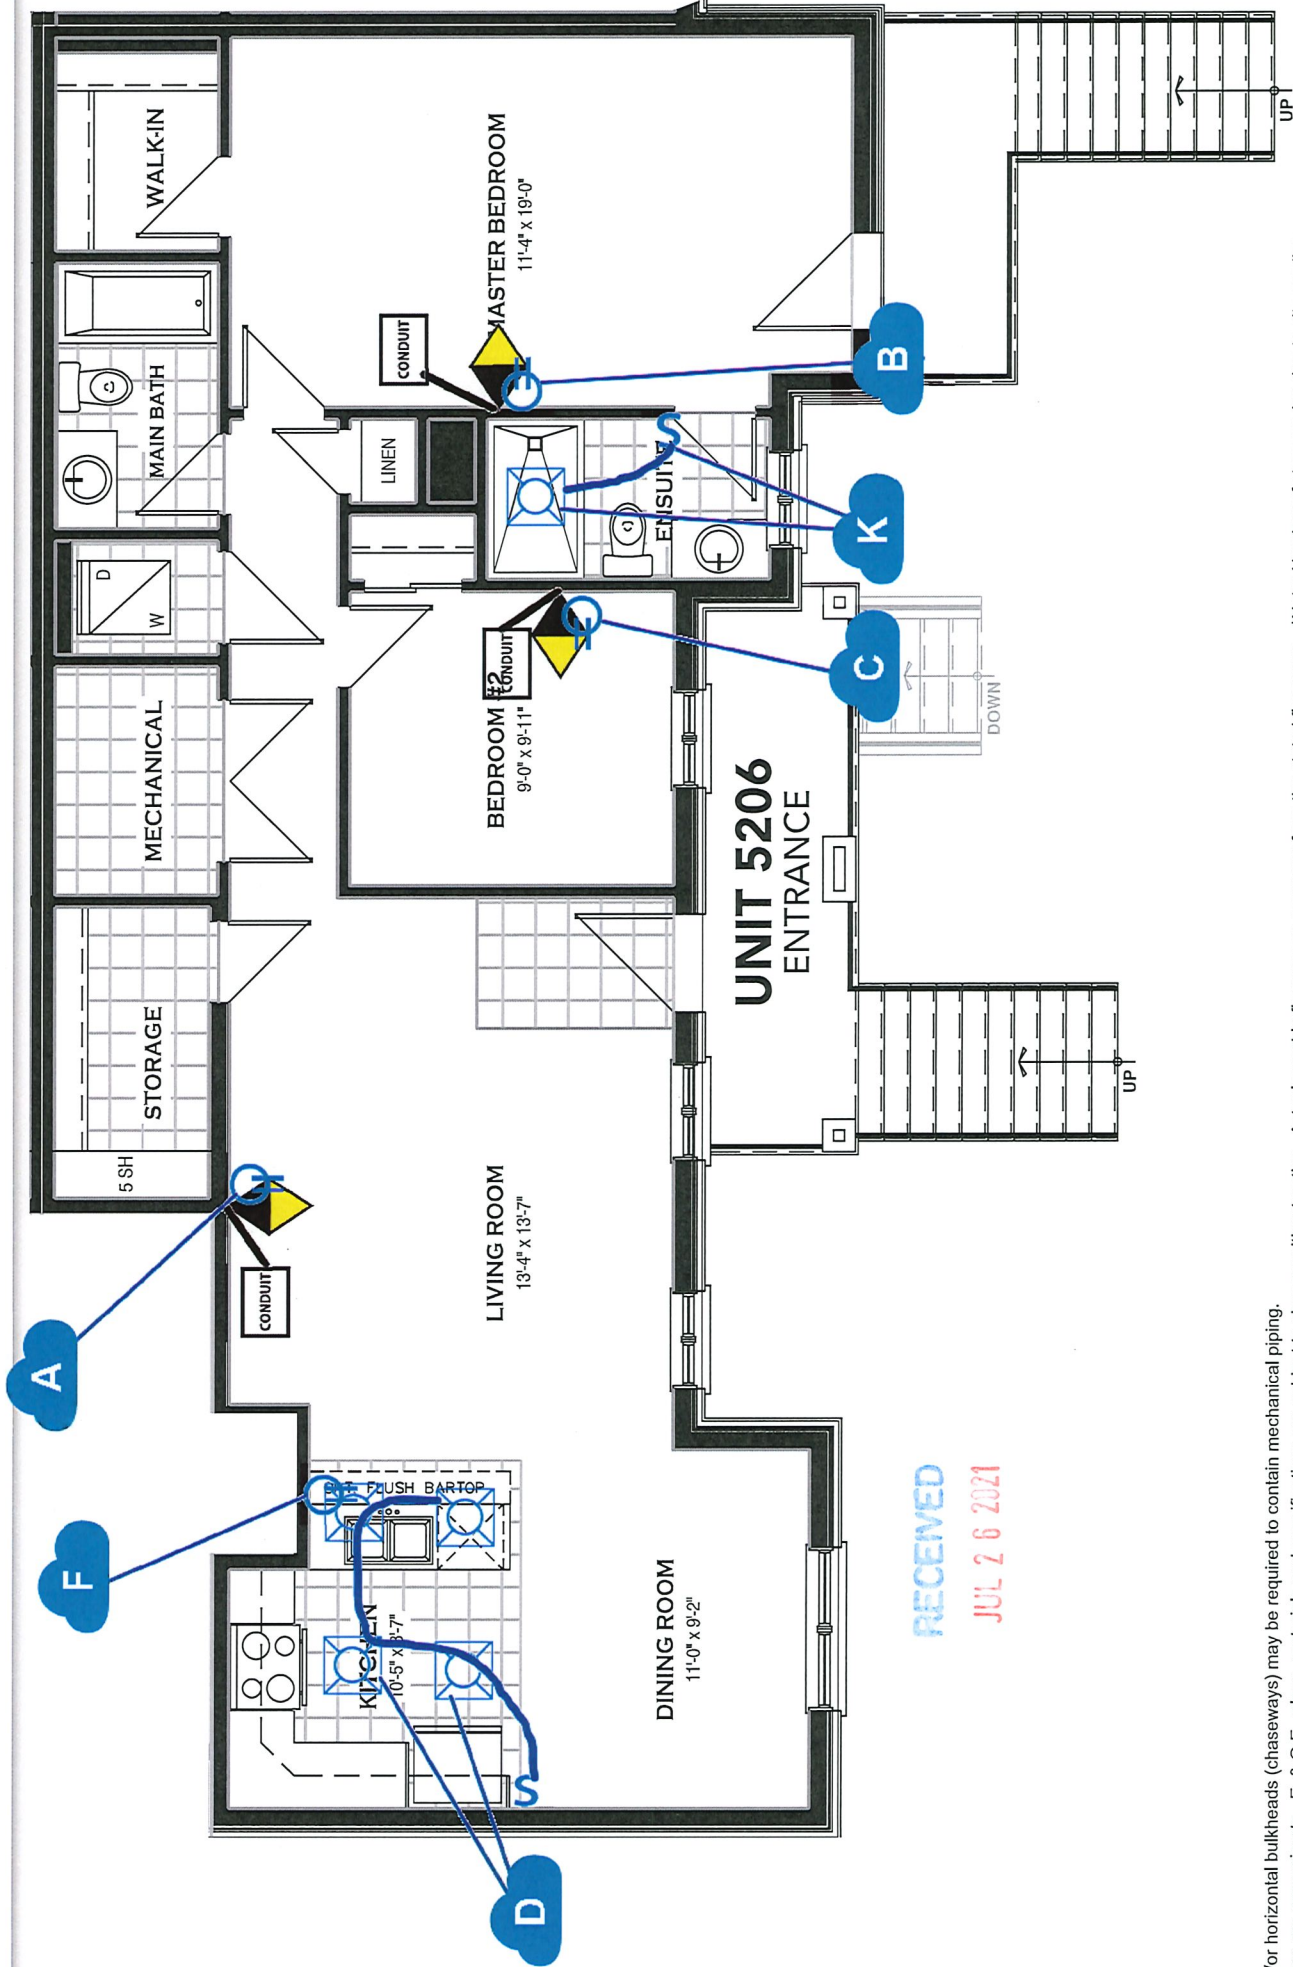 WALK-IN
MAIN BATH
D
W
MECHANICAL
STORAGE
5 SH
MASTER BEDROOM
11'-4" x 19'-0"
CONDUIT
LINEN
ENSUITE
S
BEDROOM #2
9'-0" x 9'-11"
CONDUIT
LIVING ROOM
13'-4" x 13'-7"
CONDUIT
FLUSH BARTOP
KITCHEN
10'-5" x 8'-7"
S
DINING ROOM
11'-0" x 9'-2"
UNIT 5206
ENTRANCE
UP
DOWN
UP
A
B
C
D
F
K
RECEIVED
JUL 26 2021
/or horizontal bulkheads (chaseways) may be required to contain mechanical piping.